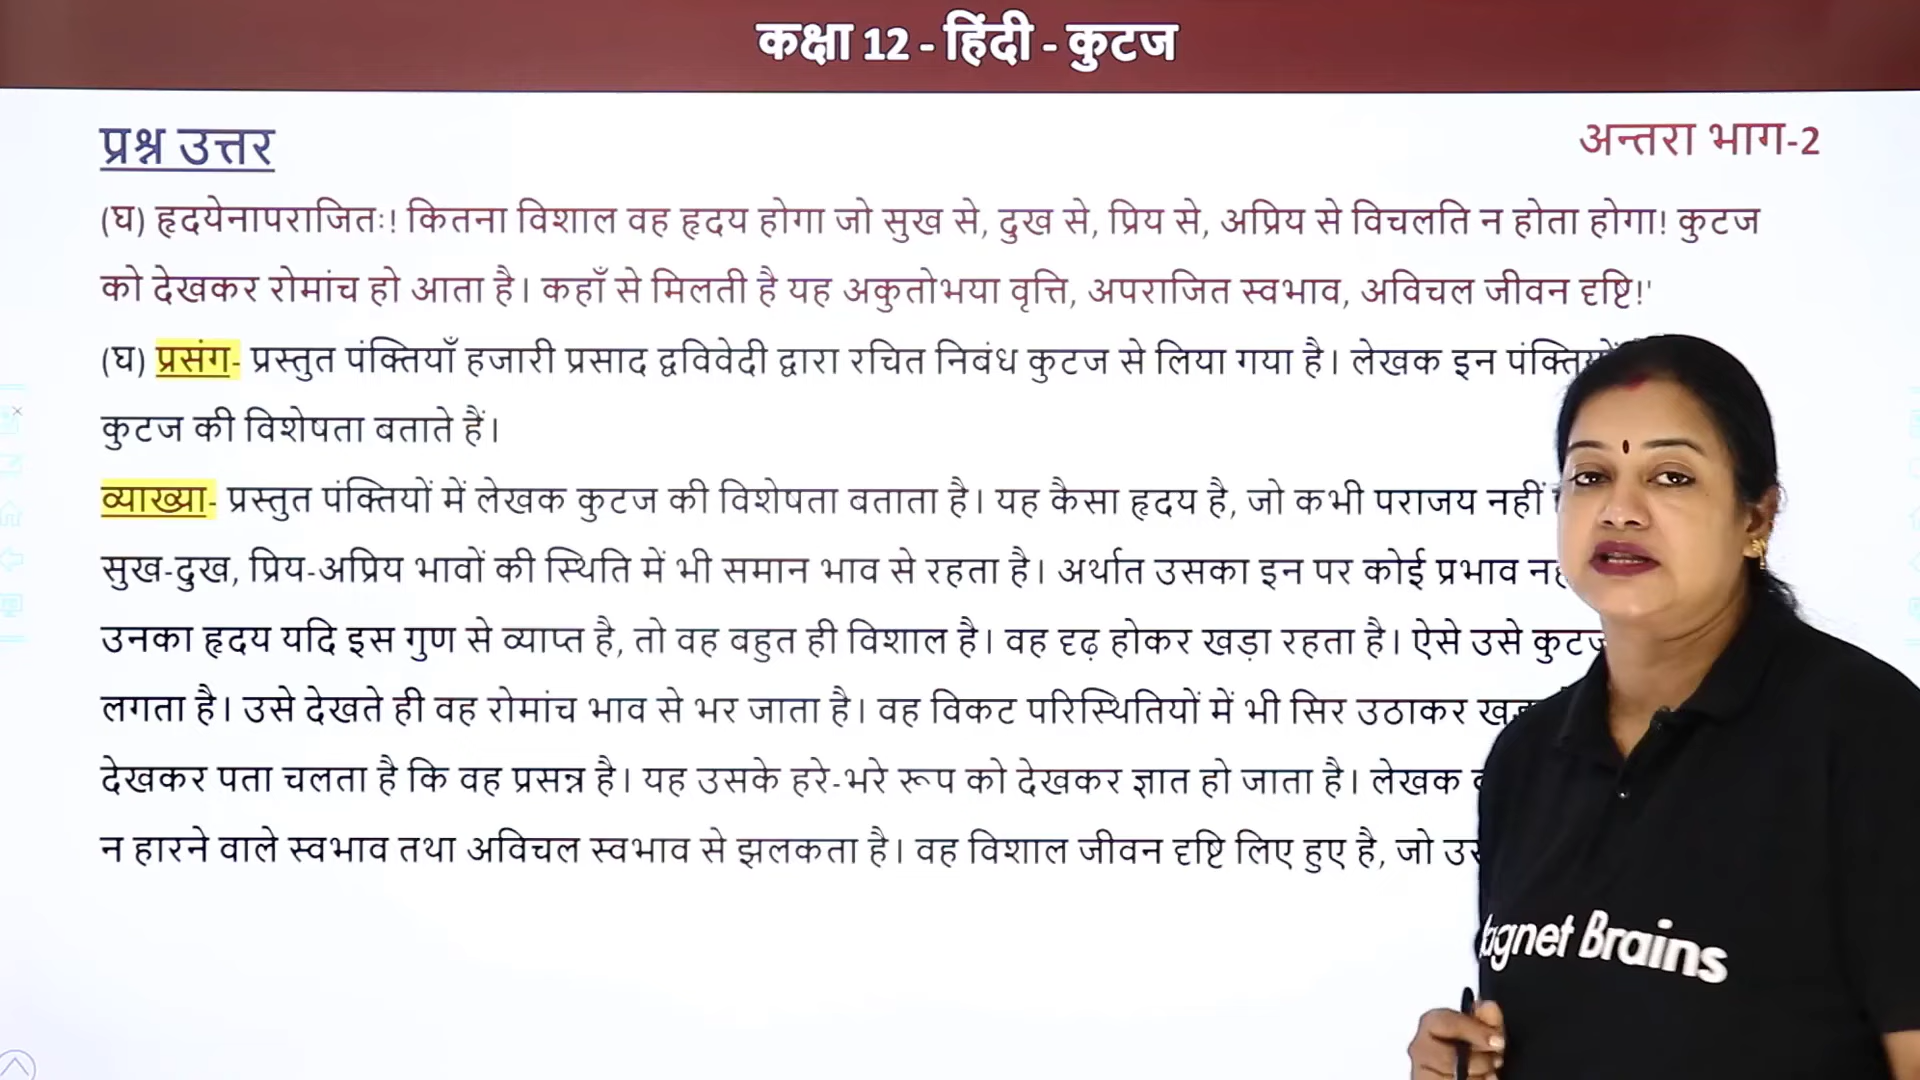 कक्षा 12 - हिंदी - कुटज
प्रश्न उत्तर
अन्तरा भाग-2
(घ) हृदयेनापराजितः! कितना विशाल वह हृदय होगा जो सुख से, दुख से, प्रिय से, अप्रिय से विचलति न होता होगा! कुटज
को देखकर रोमांच हो आता है। कहाँ से मिलती है यह अकुतोभया वृत्ति, अपराजित स्वभाव, अविचल जीवन दृष्टि!'
(घ) प्रसंग- प्रस्तुत पंक्तियाँ हजारी प्रसाद द्वविवेदी द्वारा रचित निबंध कुटज से लिया गया है। लेखक इन
कुटज की विशेषता बताते हैं।
व्याख्या- प्रस्तुत पंक्तियों में लेखक कुटज की विशेषता बताता है। यह कैसा हृदय है, जो कभी पराजय नहीं
सुख-दुख, प्रिय-अप्रिय भावों की स्थिति में भी समान भाव से रहता है। अर्थात उसका इन पर कोई प्रभाव
उनका हृदय यदि इस गुण से व्याप्त है, तो वह बहुत ही विशाल है। वह दृढ़ होकर खड़ा रहता है। ऐसे उसे कुटज
लगता है। उसे देखते ही वह रोमांच भाव से भर जाता है। वह विकट परिस्थितियों में भी सिर उठाकर
देखकर पता चलता है कि वह प्रसन्न है। यह उसके हरे-भरे रूप को देखकर ज्ञात हो जाता है। लेखक
न हारने वाले स्वभाव तथा अविचल स्वभाव से झलकता है। वह विशाल जीवन दृष्टि लिए हुए है, जो
Brains